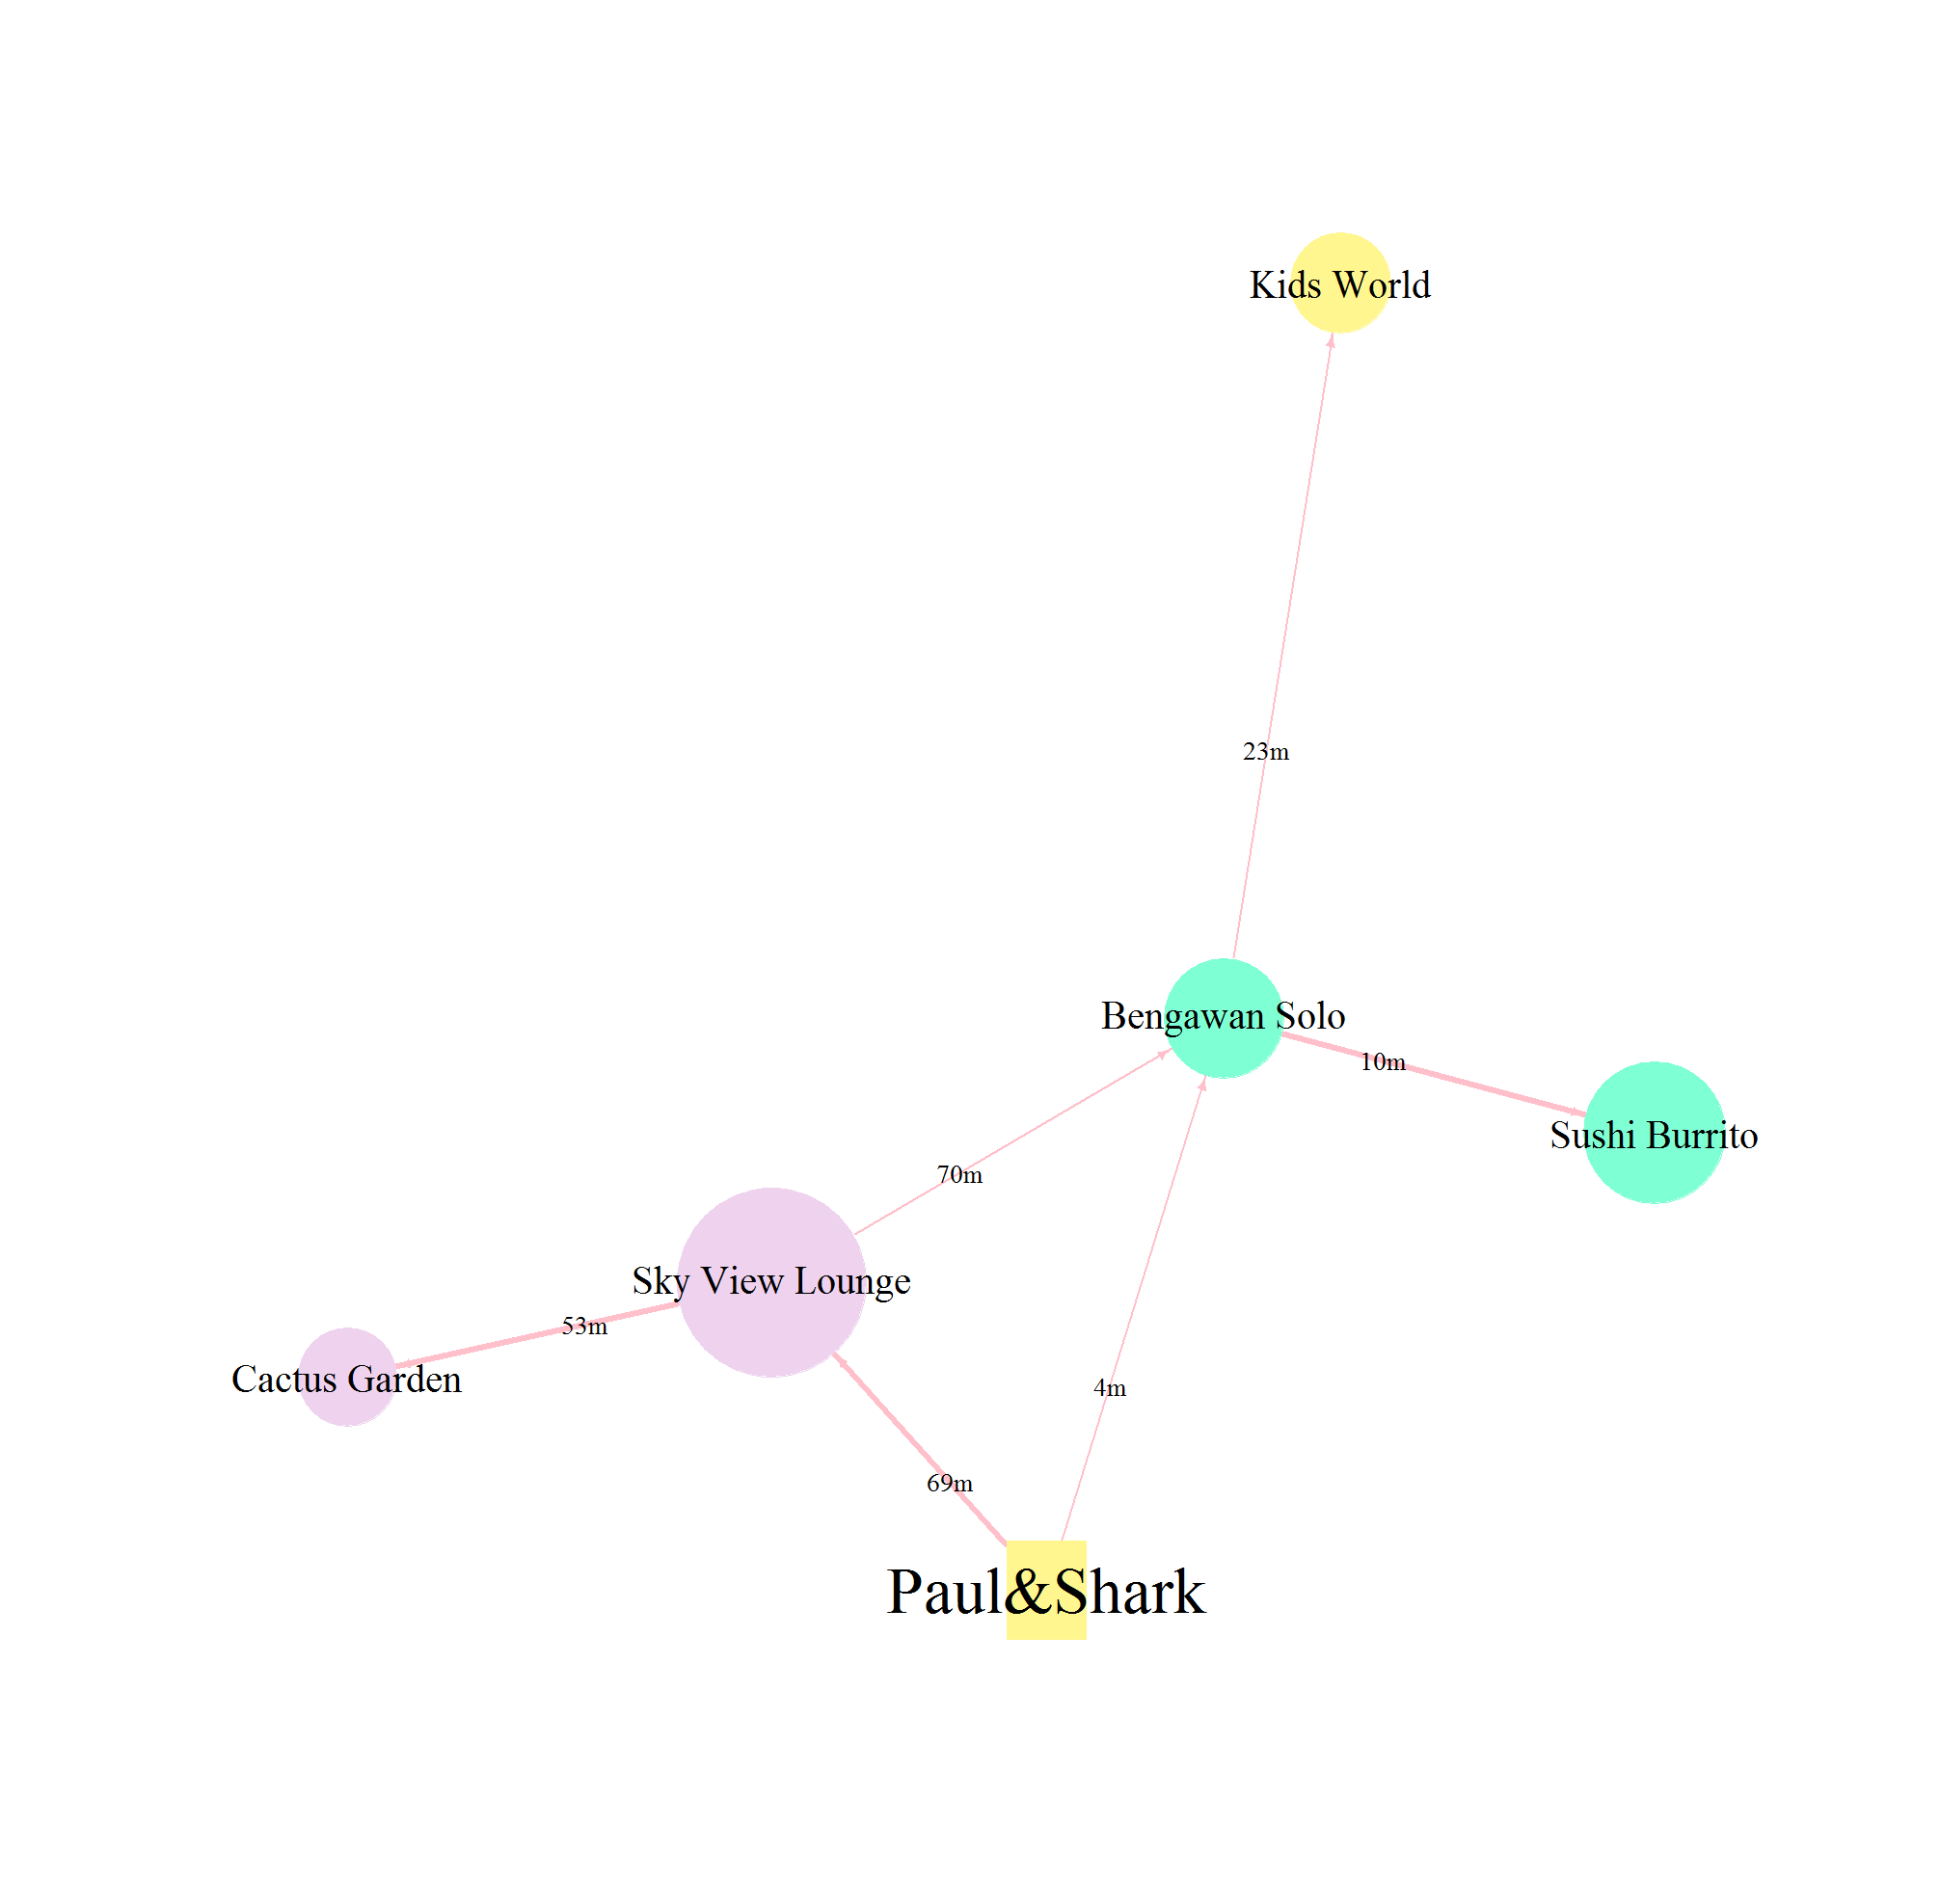 Kids World
23m
Bengawan Solo
10m
Sushi Burrito
70m
Sky View Lounge
53m
Cactus Garden
4m
69m
Paul&Shark